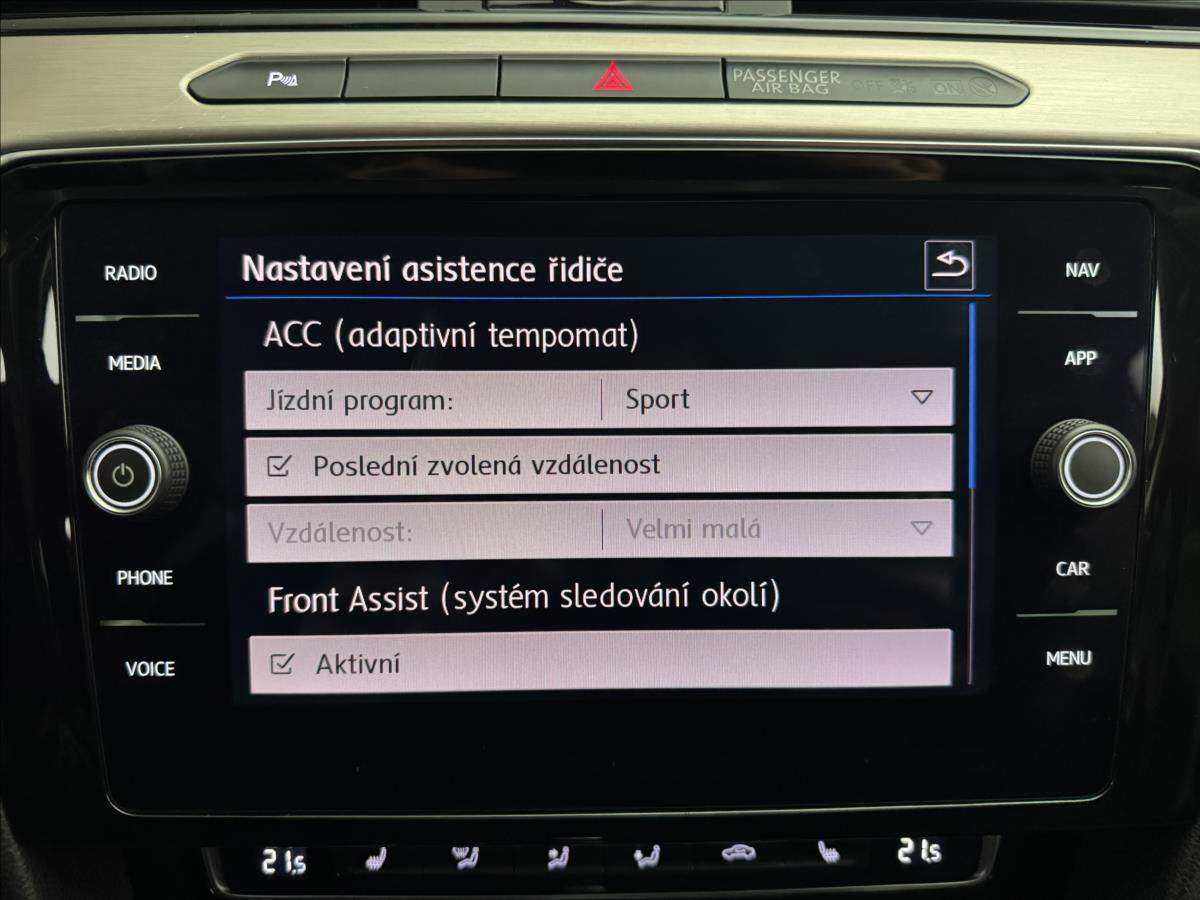 P
PASSENGER
AIR BAG
OFF
ON
RADIO
MEDIA
PHONE
VOICE
Nastavení asistence řidiče
ACC (adaptivní tempomat)
Jízdní program: Sport
Poslední zvolená vzdálenost
Vzdálenost: Velmi malá
Front Assist (systém sledování okolí)
Aktivní
NAV
APP
CAR
MENU
21.5
21.5